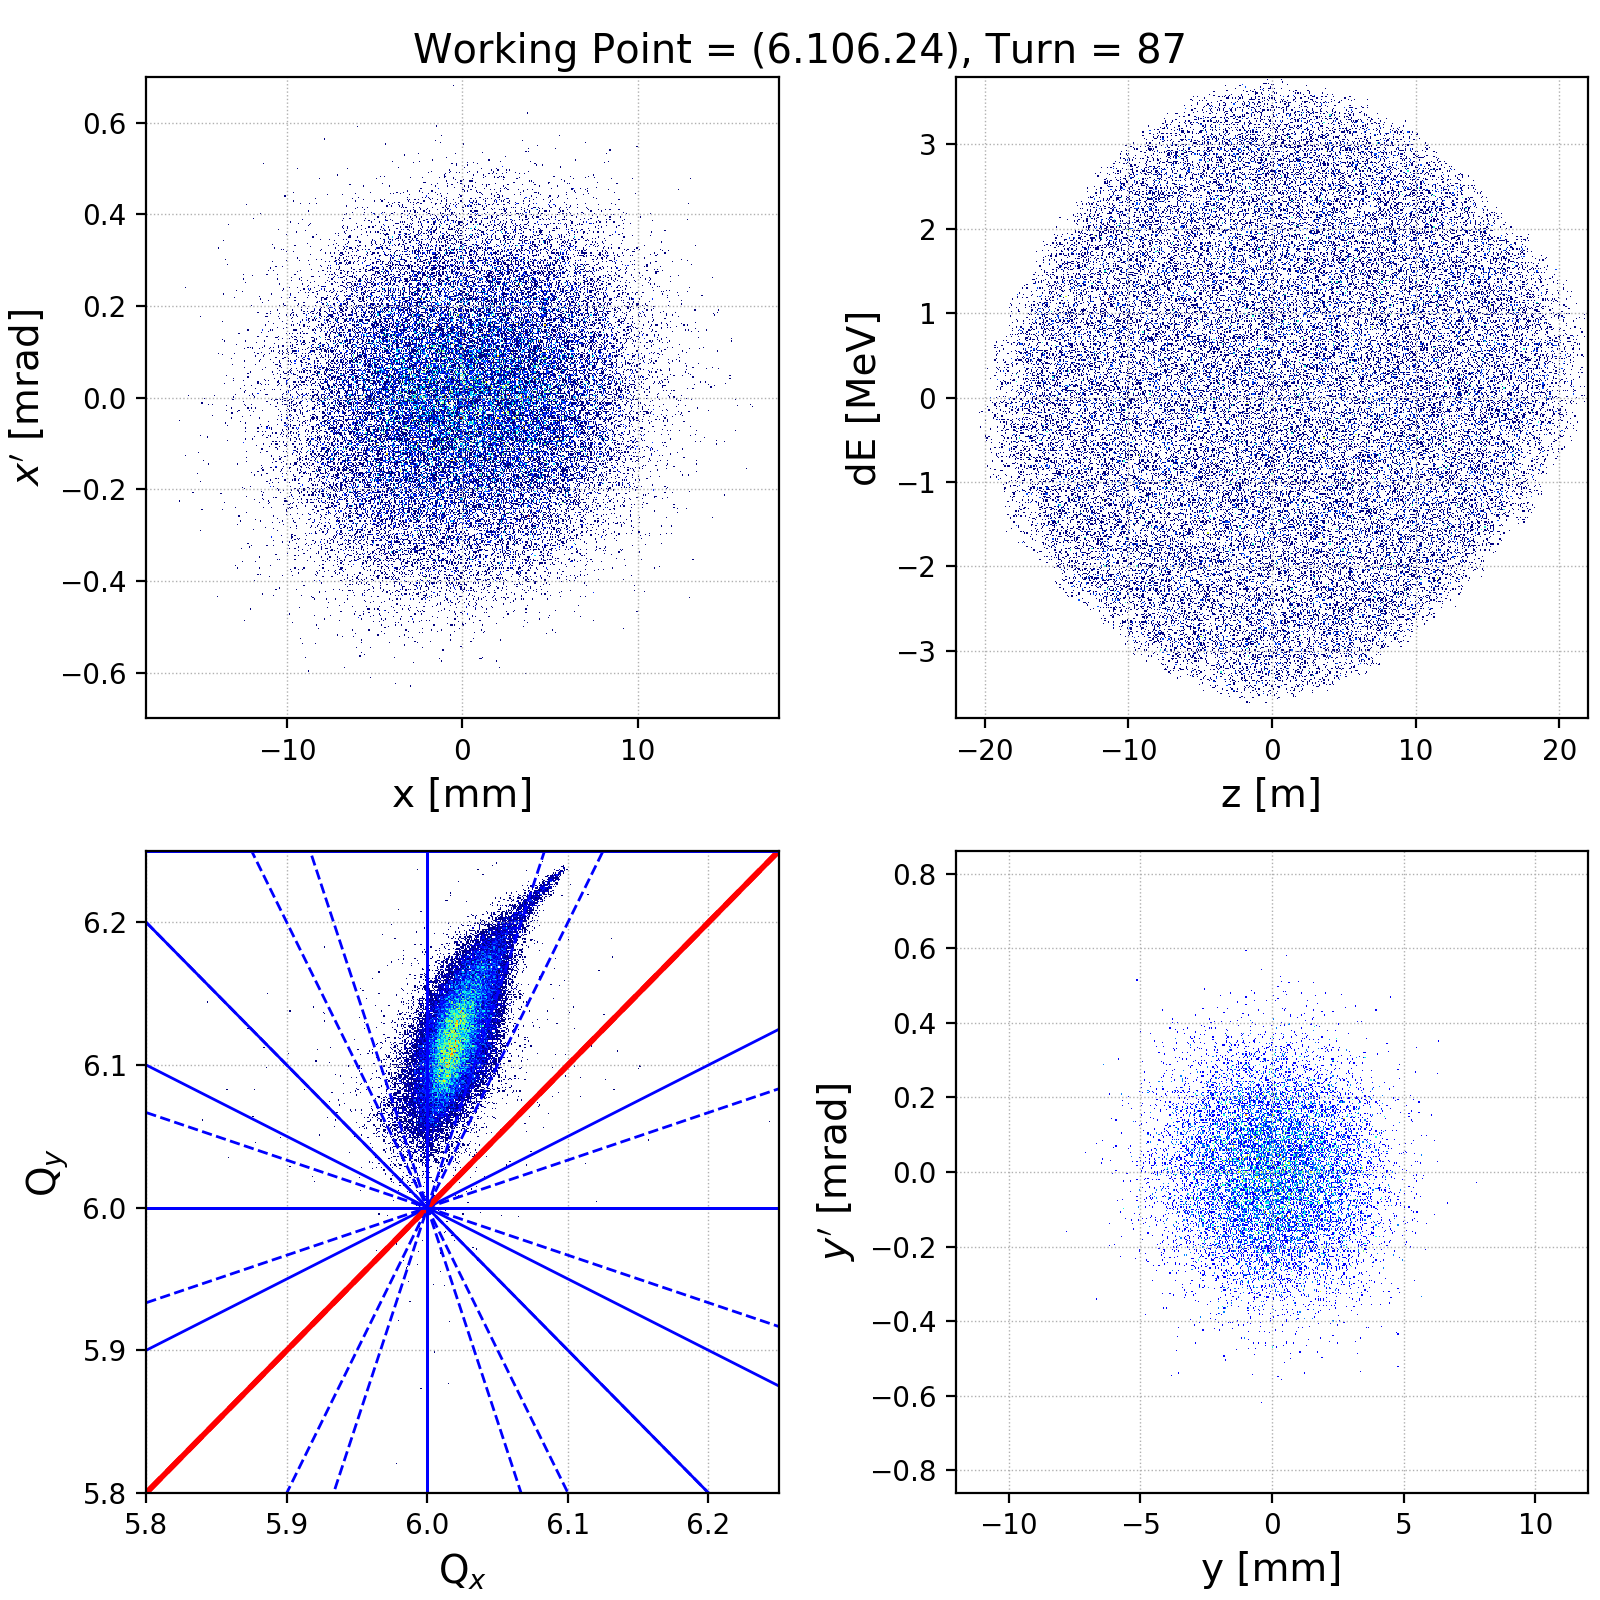 Working Point = (6.106.24), Turn = 87
0.6
0.4
0.2
0.0
−0.2
−0.4
−0.6
x′ [mrad]
−10 0 10
x [mm]
3
2
1
0
−1
−2
−3
dE [MeV]
−20 −10 0 10 20
z [m]
6.2
6.1
6.0
5.9
5.8
Qy
5.8 5.9 6.0 6.1 6.2
Qx
0.8
0.6
0.4
0.2
0.0
−0.2
−0.4
−0.6
−0.8
y′ [mrad]
−10 −5 0 5 10
y [mm]